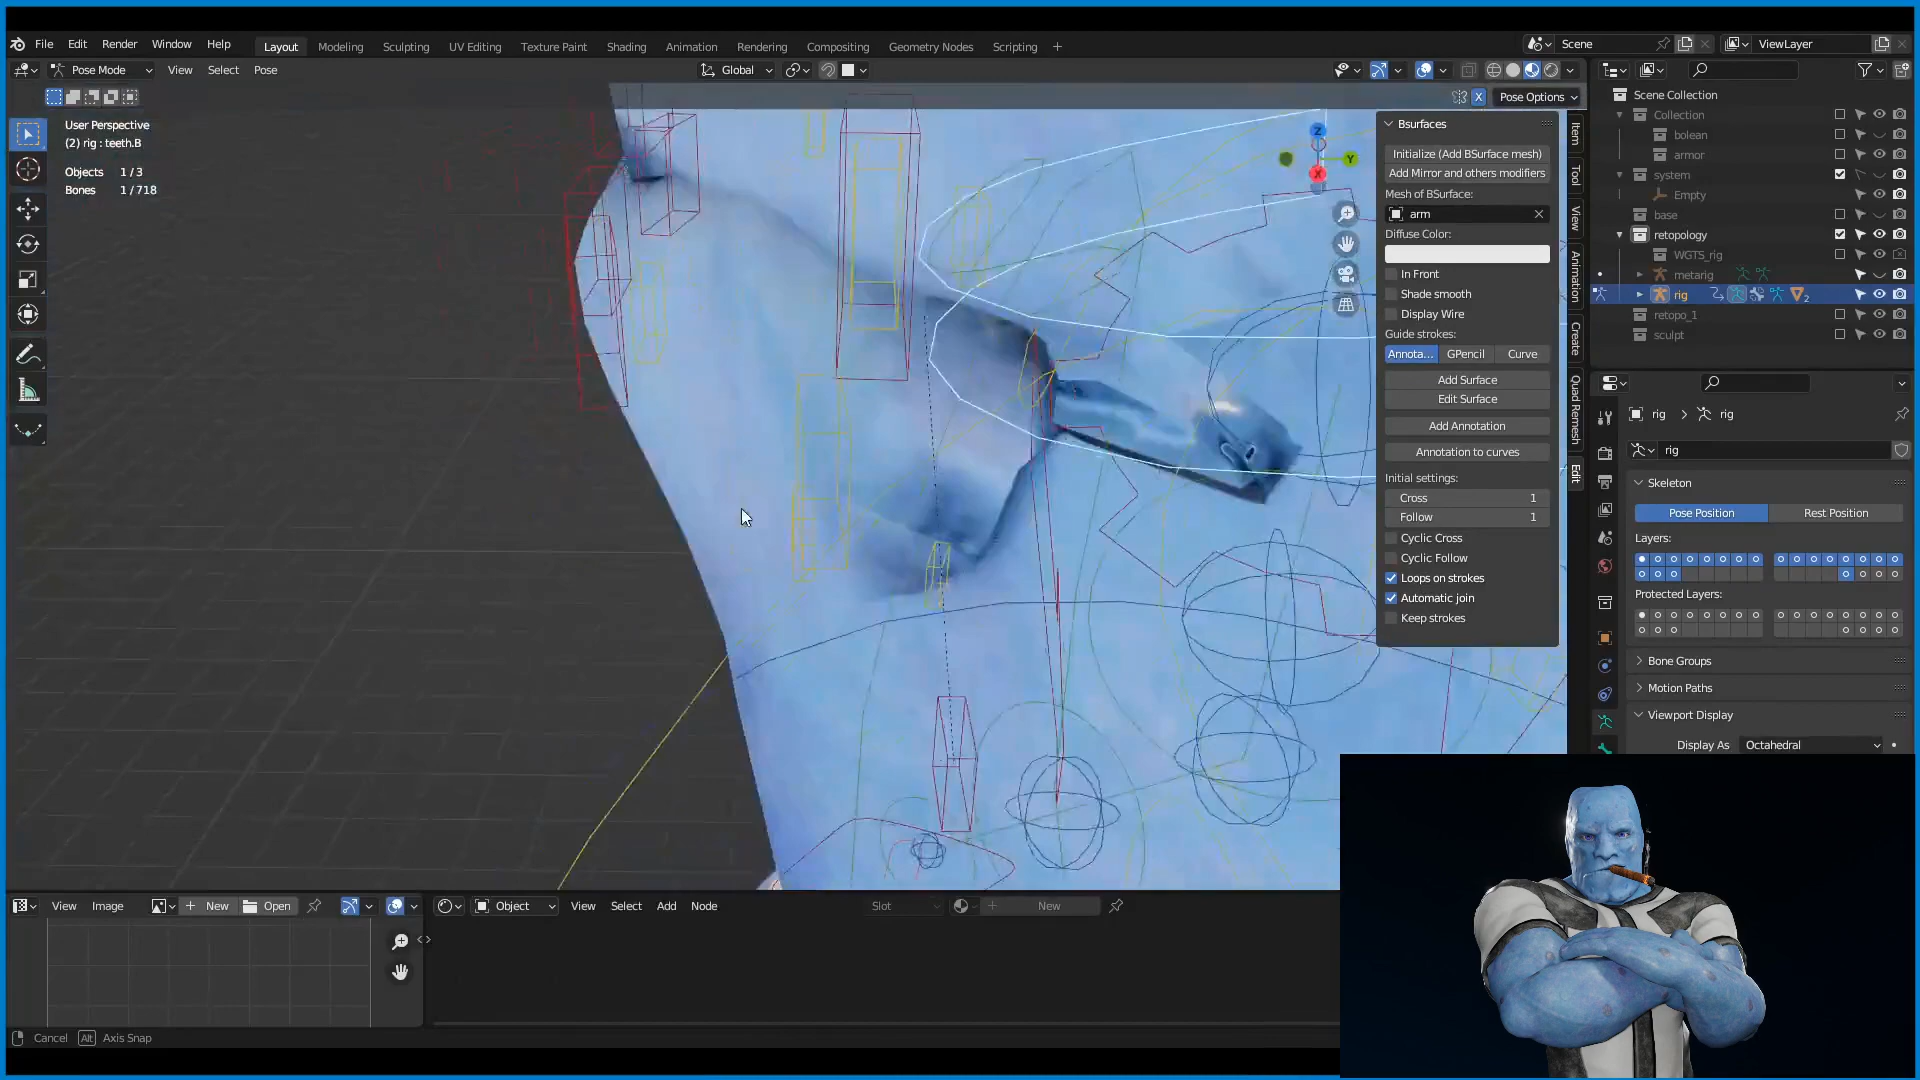 File Edit Render Window Help Layout Modeling Sculpting UV Editing Texture Paint Shading Animation Rendering Compositing Geometry Nodes Scripting + Scene ViewLayer
Pose Mode View Select Pose Global
X Pose Options
User Perspective
(2) rig : teeth.B
Objects 1/3
Bones 1/718
Z
Y
X
Bsurfaces
Initialize (Add BSurface mesh)
Add Mirror and others modifiers
Mesh of BSurface:
arm
Diffuse Color:
In Front
Shade smooth
Display Wire
Guide strokes:
Annota... GPencil Curve
Add Surface
Edit Surface
Add Annotation
Annotation to curves
Initial settings:
Cross 1
Follow 1
Cyclic Cross
Cyclic Follow
Loops on strokes
Automatic join
Keep strokes
Item
Tool
View
Animation
Create
Quad Remesh
Edit
Scene Collection
Collection
bolean
armor
system
Empty
base
retopology
WGTS_rig
metarig
rig 2
retopo_1
sculpt
rig > rig
rig
Skeleton
Pose Position Rest Position
Layers:
Protected Layers:
Bone Groups
Motion Paths
Viewport Display
Display As Octahedral
View Image + New Open Object View Select Add Node Slot + New
Cancel Alt Axis Snap